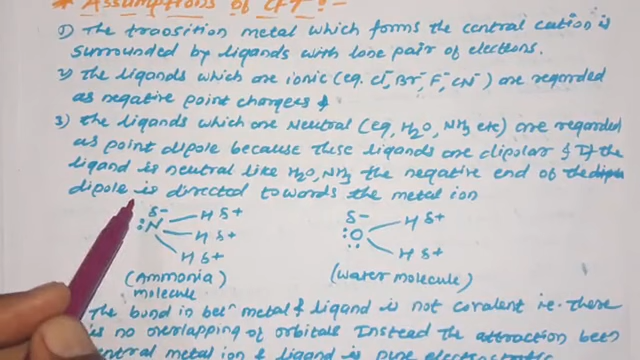 * Assumptions of CFT :-
1) The transition metal which forms the central cation is
surrounded by ligands with lone pair of electrons.
2) The ligands which are ionic (eg. Cl⁻, Br⁻, F⁻, CN⁻) are regarded
as negative point charges &
3) The ligands which are Neutral (eg, H₂O, NH₃ etc) are regarded
as point dipole because these ligands are dipolar & If the
ligand is neutral like H₂O, NH₃ the negative end of the
dipole is directed towards the metal ion
δ⁻ H δ+ δ⁻ H δ+
:N H δ+ :O
H δ+ H δ+
(Ammonia molecule) (Water molecule)
The bond in betⁿ metal & ligand is not covalent i.e. There
is no overlapping of orbitals Instead the attraction betⁿ
central metal ion & ligand is pure